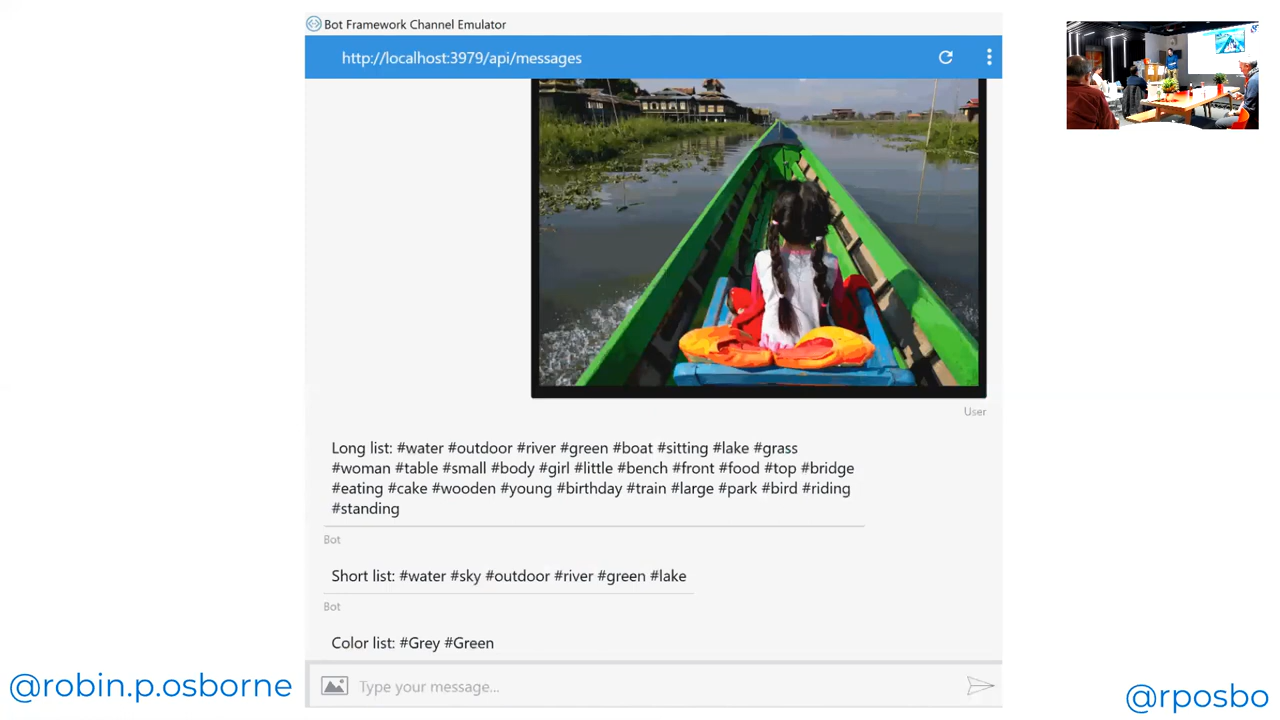 Bot Framework Channel Emulator
http://localhost:3979/api/messages
User
Long list: #water #outdoor #river #green #boat #sitting #lake #grass
#woman #table #small #body #girl #little #bench #front #food #top #bridge
#eating #cake #wooden #young #birthday #train #large #park #bird #riding
#standing
Bot
Short list: #water #sky #outdoor #river #green #lake
Bot
Color list: #Grey #Green
Type your message...
@robin.p.osborne
@rposbo